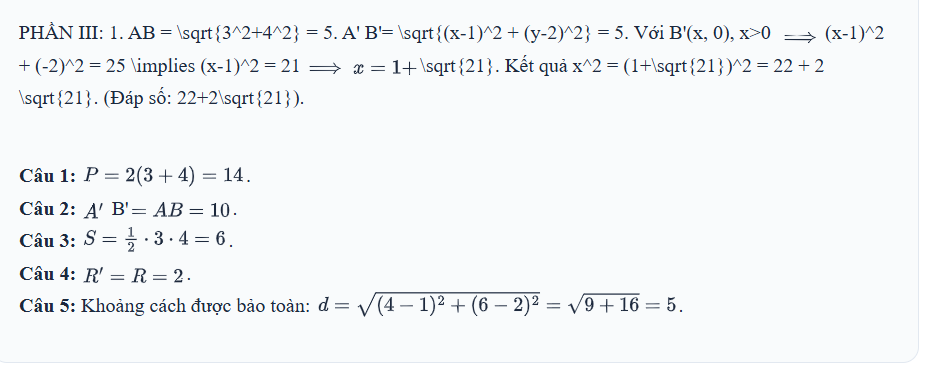 PHẦN III: 1. AB = \sqrt{3^2+4^2} = 5. A' B'= \sqrt{(x-1)^2 + (y-2)^2} = 5. Với B'(x, 0), x>0 ⟹ (x-1)^2
+ (-2)^2 = 25 \implies (x-1)^2 = 21 ⟹ x = 1+\sqrt{21}. Kết quả x^2 = (1+\sqrt{21})^2 = 22 + 2
\sqrt{21}. (Đáp số: 22+2\sqrt{21}).
Câu 1: P = 2(3 + 4) = 14.
Câu 2: A′ B'= AB = 10.
Câu 3: S = 1/2 · 3 · 4 = 6.
Câu 4: R′ = R = 2.
Câu 5: Khoảng cách được bảo toàn: d = √((4 − 1)² + (6 − 2)²) = √(9 + 16) = 5.